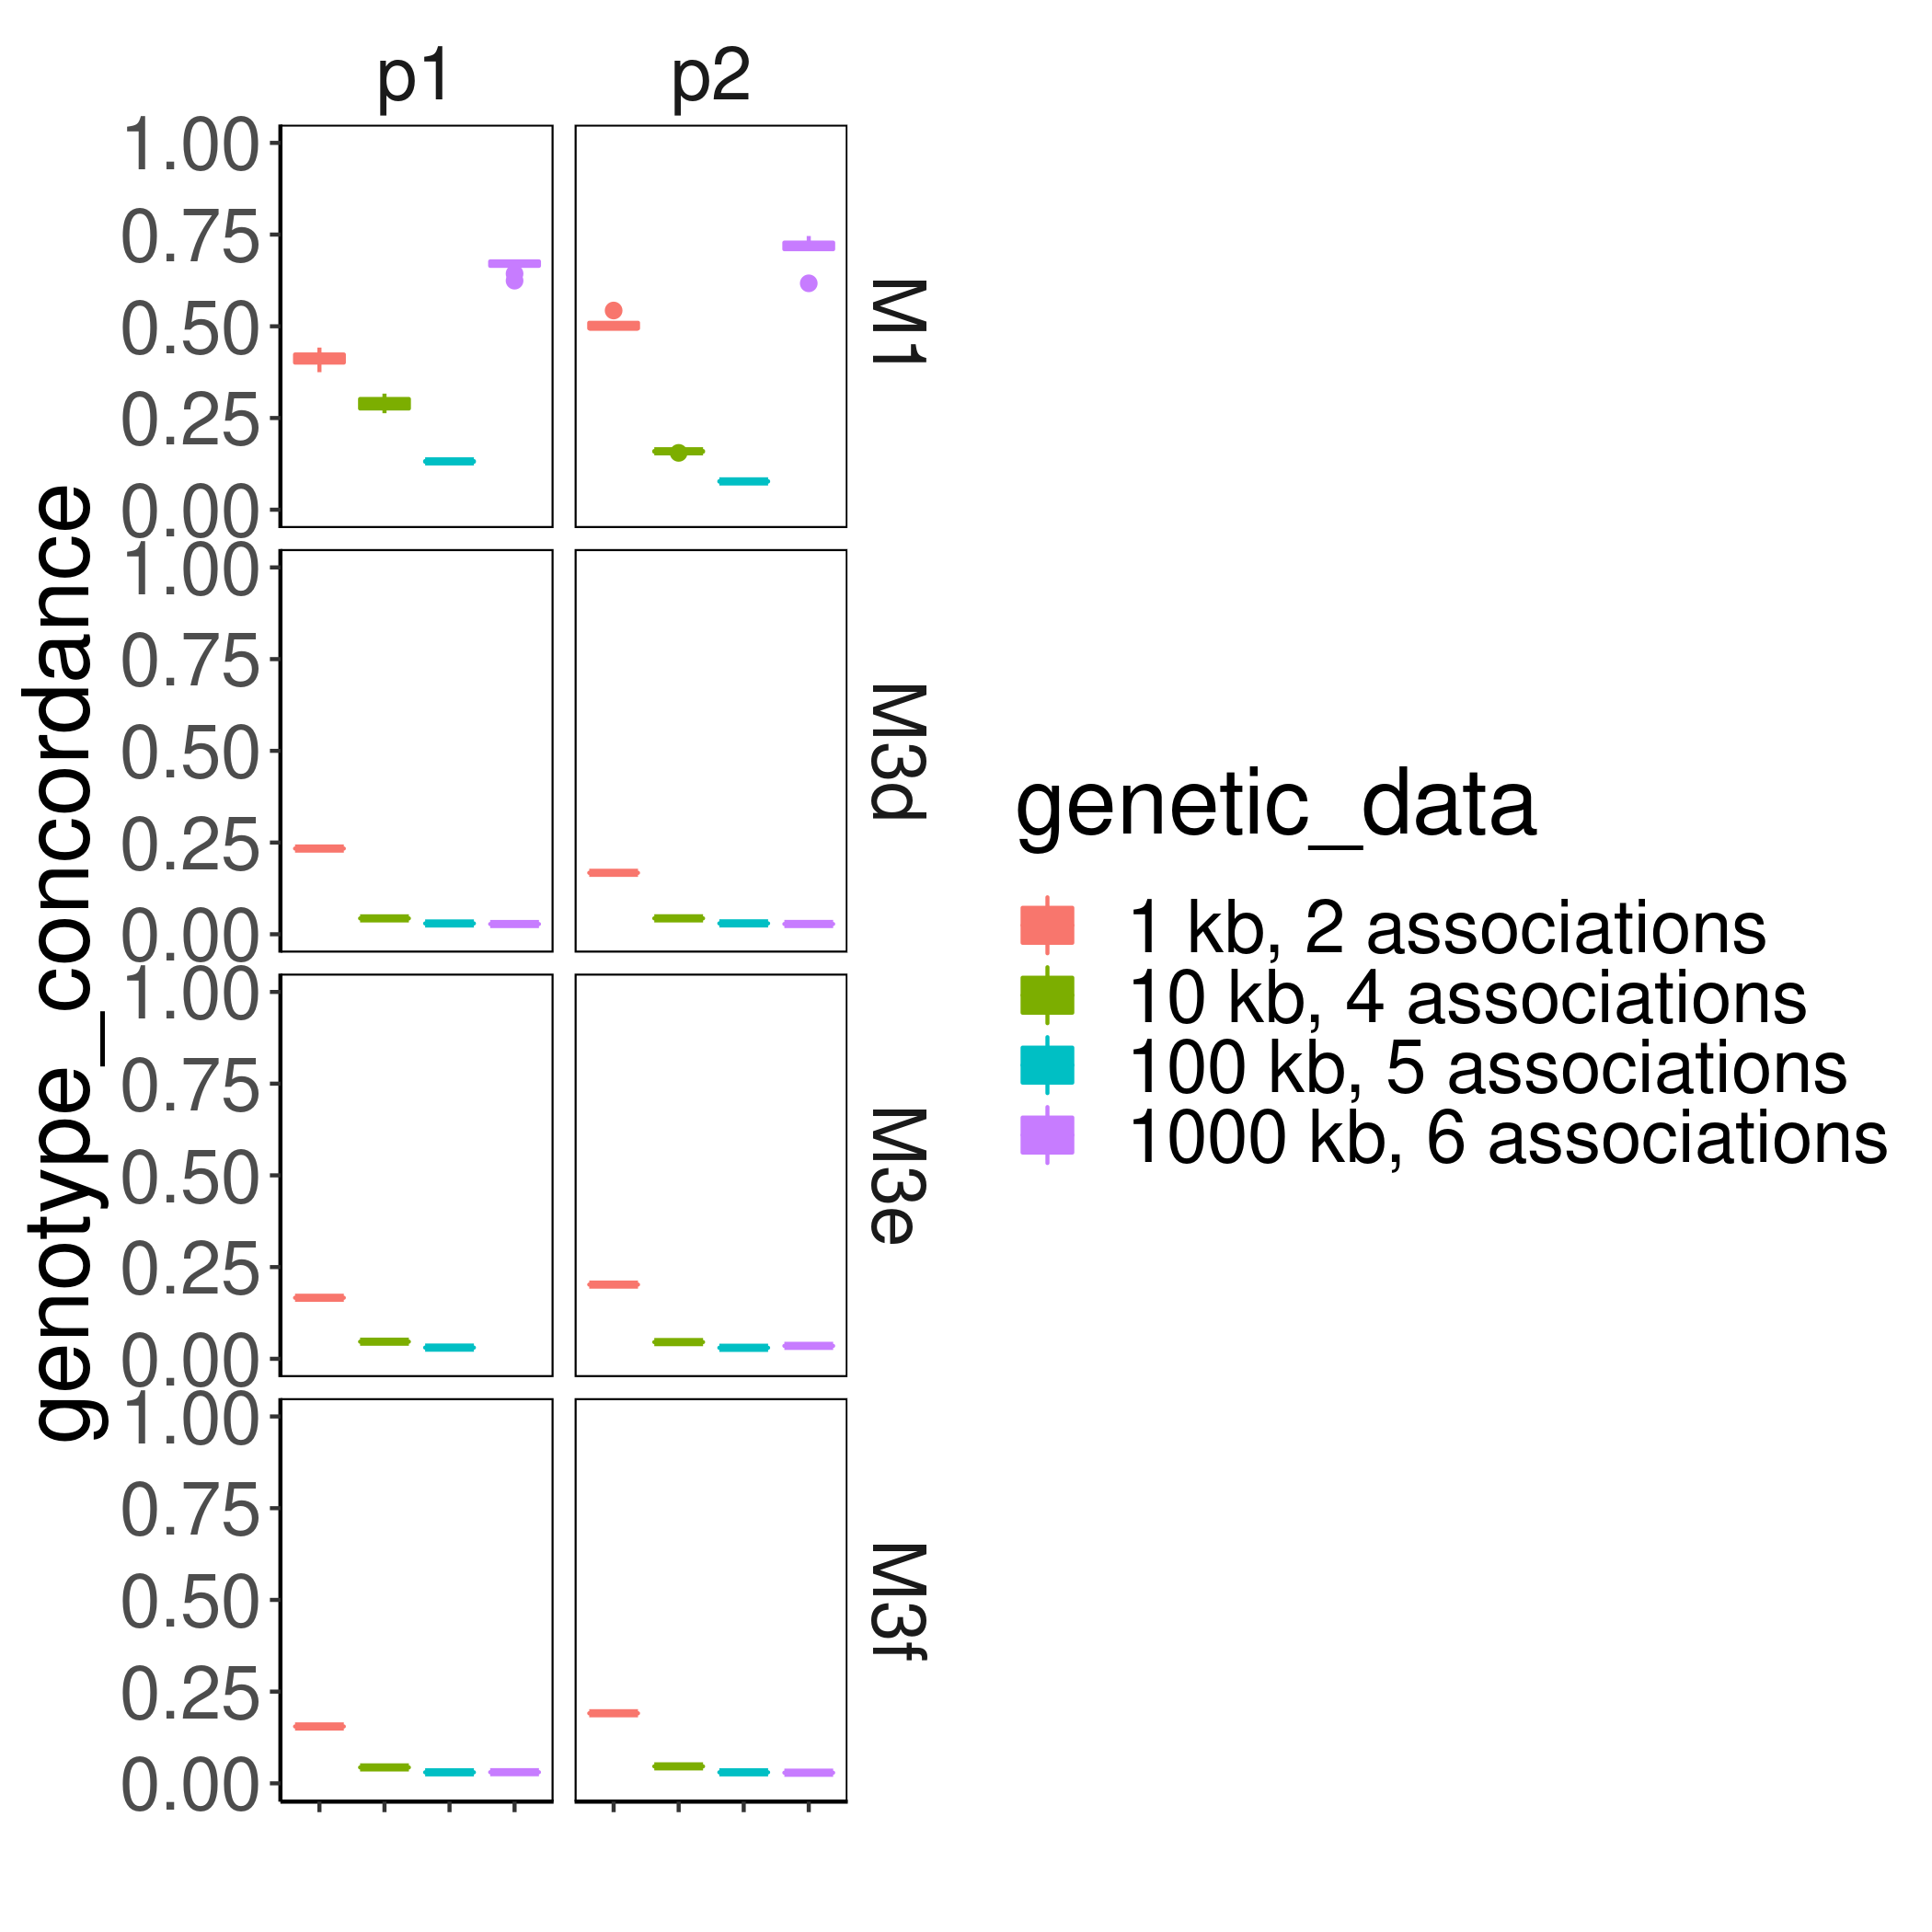 p1 p2
1.00
0.75
0.50
0.25
0.00
M1
1.00
0.75
0.50
0.25
0.00
M3d
1.00
0.75
0.50
0.25
0.00
M3e
1.00
0.75
0.50
0.25
0.00
M3f
genotype_concordance
genetic_data
1 kb, 2 associations
10 kb, 4 associations
100 kb, 5 associations
1000 kb, 6 associations